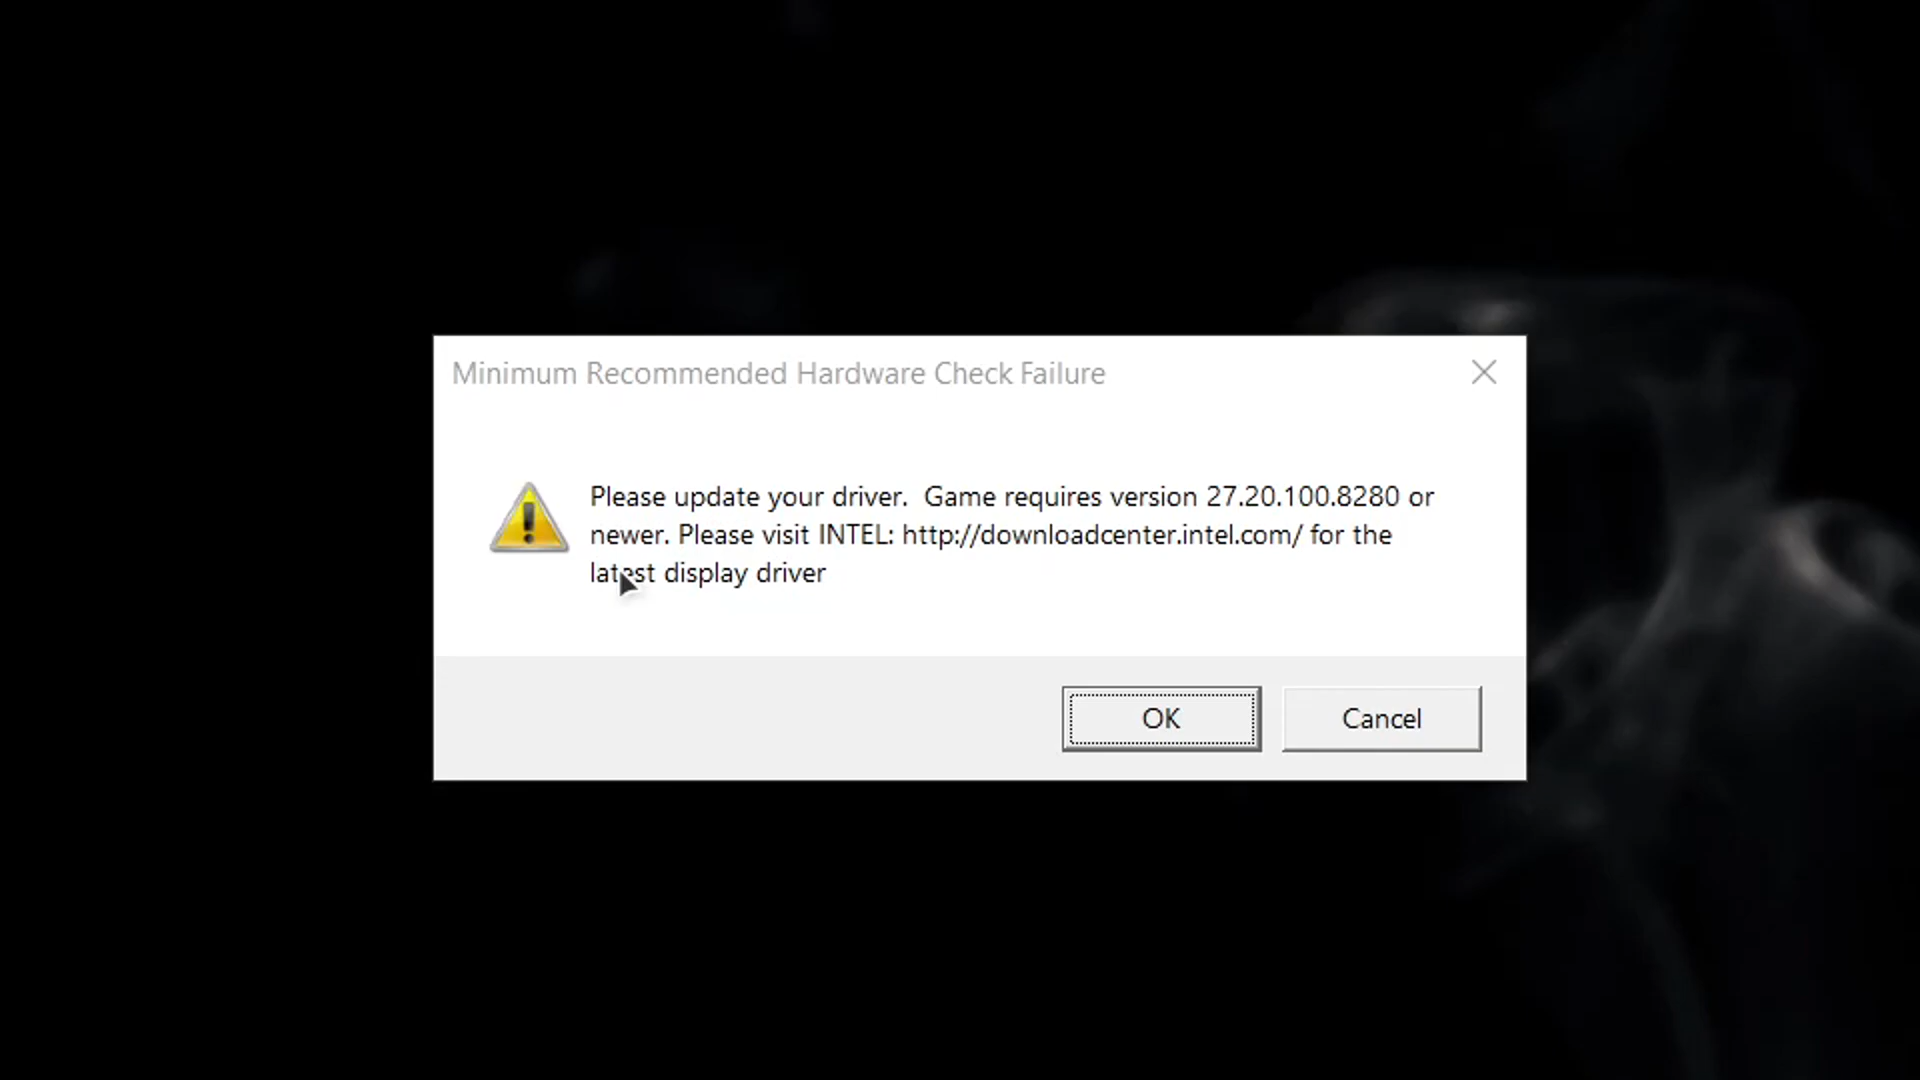 Minimum Recommended Hardware Check Failure
Please update your driver.  Game requires version 27.20.100.8280 or
newer. Please visit INTEL: http://downloadcenter.intel.com/ for the
latest display driver
OK
Cancel